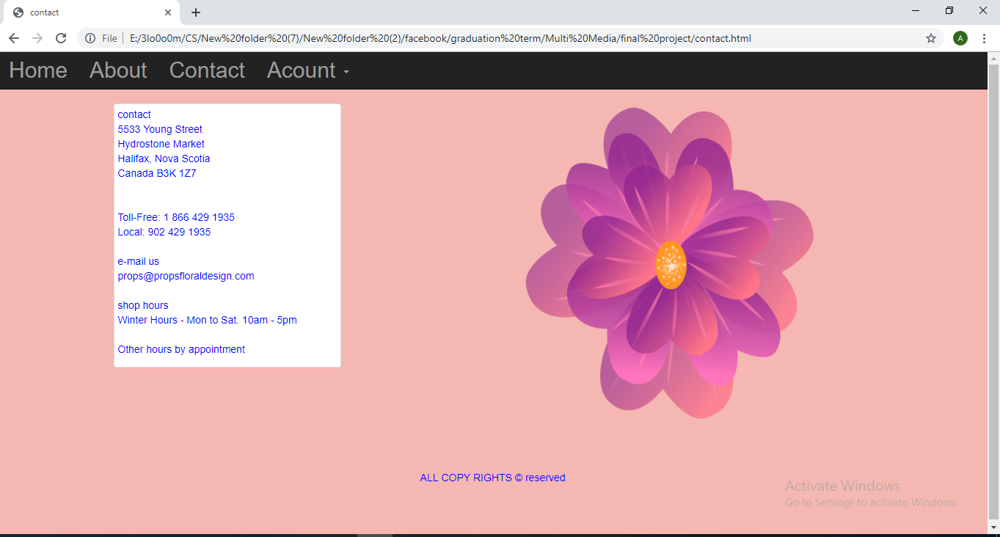 contact
File
E:/3lo0o0m/CS/New%20folder%20(7)/New%20folder%20(2)/facebook/graduation%20term/Multi%20Media/final%20project/contact.html
A
Home About Contact Acount
contact
5533 Young Street
Hydrostone Market
Halifax, Nova Scotia
Canada B3K 1Z7
Toll-Free: 1 866 429 1935
Local: 902 429 1935
e-mail us
props@propsfloraldesign.com
shop hours
Winter Hours - Mon to Sat. 10am - 5pm
Other hours by appointment
ALL COPY RIGHTS © reserved
Activate Windows
Go to Settings to activate Windows.